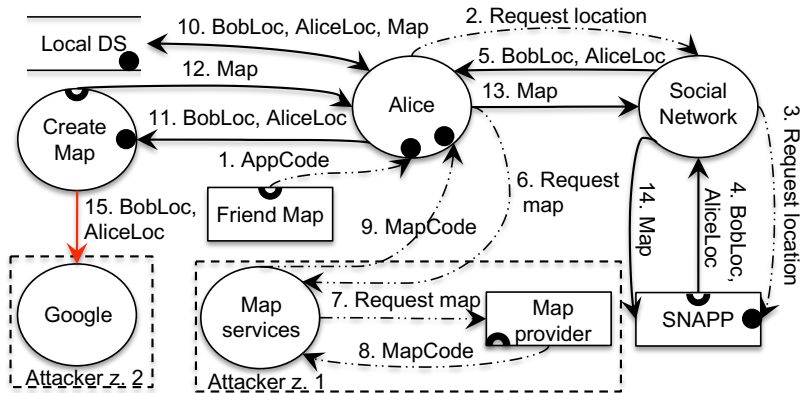 10. BobLoc, AliceLoc, Map
2. Request location
Local DS
12. Map
5. BobLoc, AliceLoc
Alice
13. Map
Social
Network
Create
Map
11. BobLoc, AliceLoc
1. AppCode
3. Request location
6. Request
map
14. Map
4. BobLoc,
AliceLoc
15. BobLoc,
AliceLoc
Friend Map
9. MapCode
Google
Map
services
7. Request map
Map
provider
SNAPP
8. MapCode
Attacker z. 2
Attacker z. 1